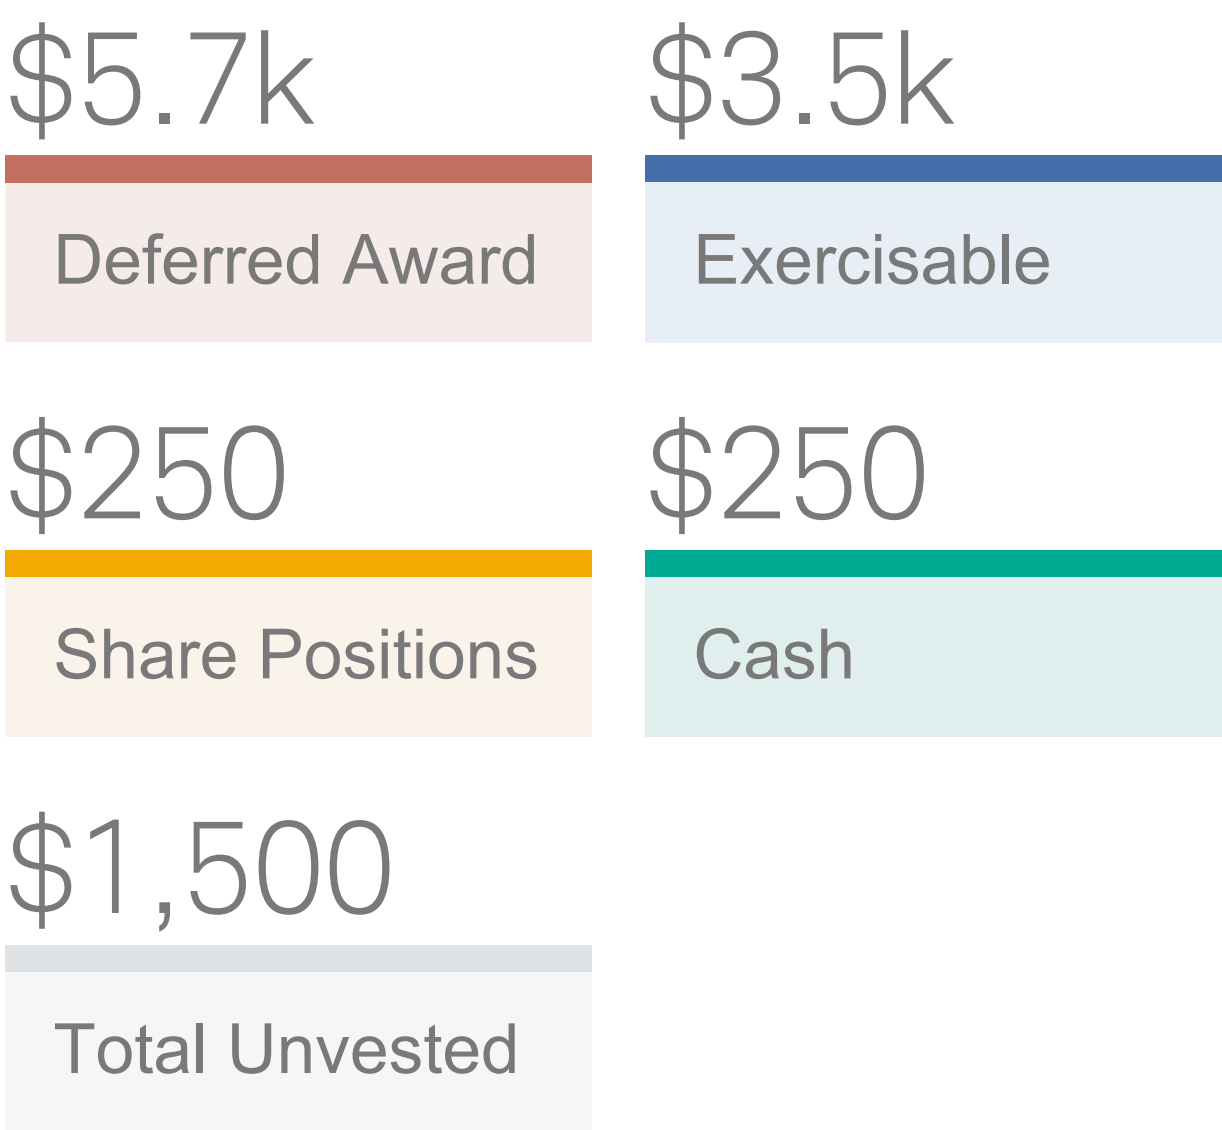 $5.7k
$3.5k
Deferred Award
Exercisable
$250
$250
Share Positions
Cash
$1,500
Total Unvested